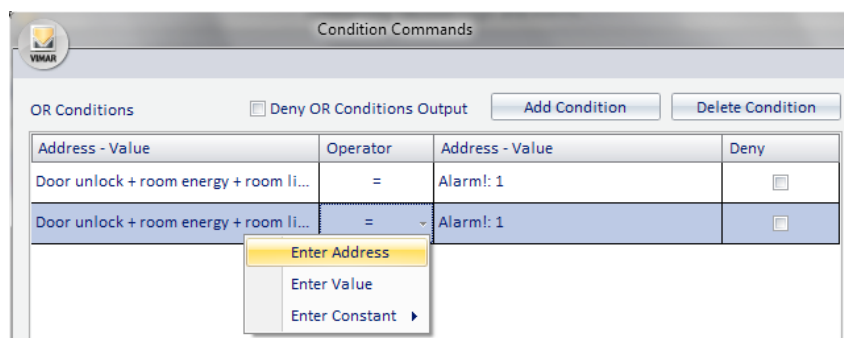 Condition Commands
VIMAR
OR Conditions Deny OR Conditions Output Add Condition Delete Condition
Address - Value Operator Address - Value Deny
Door unlock + room energy + room li... = Alarm!: 1
Door unlock + room energy + room li... = Alarm!: 1
Enter Address
Enter Value
Enter Constant